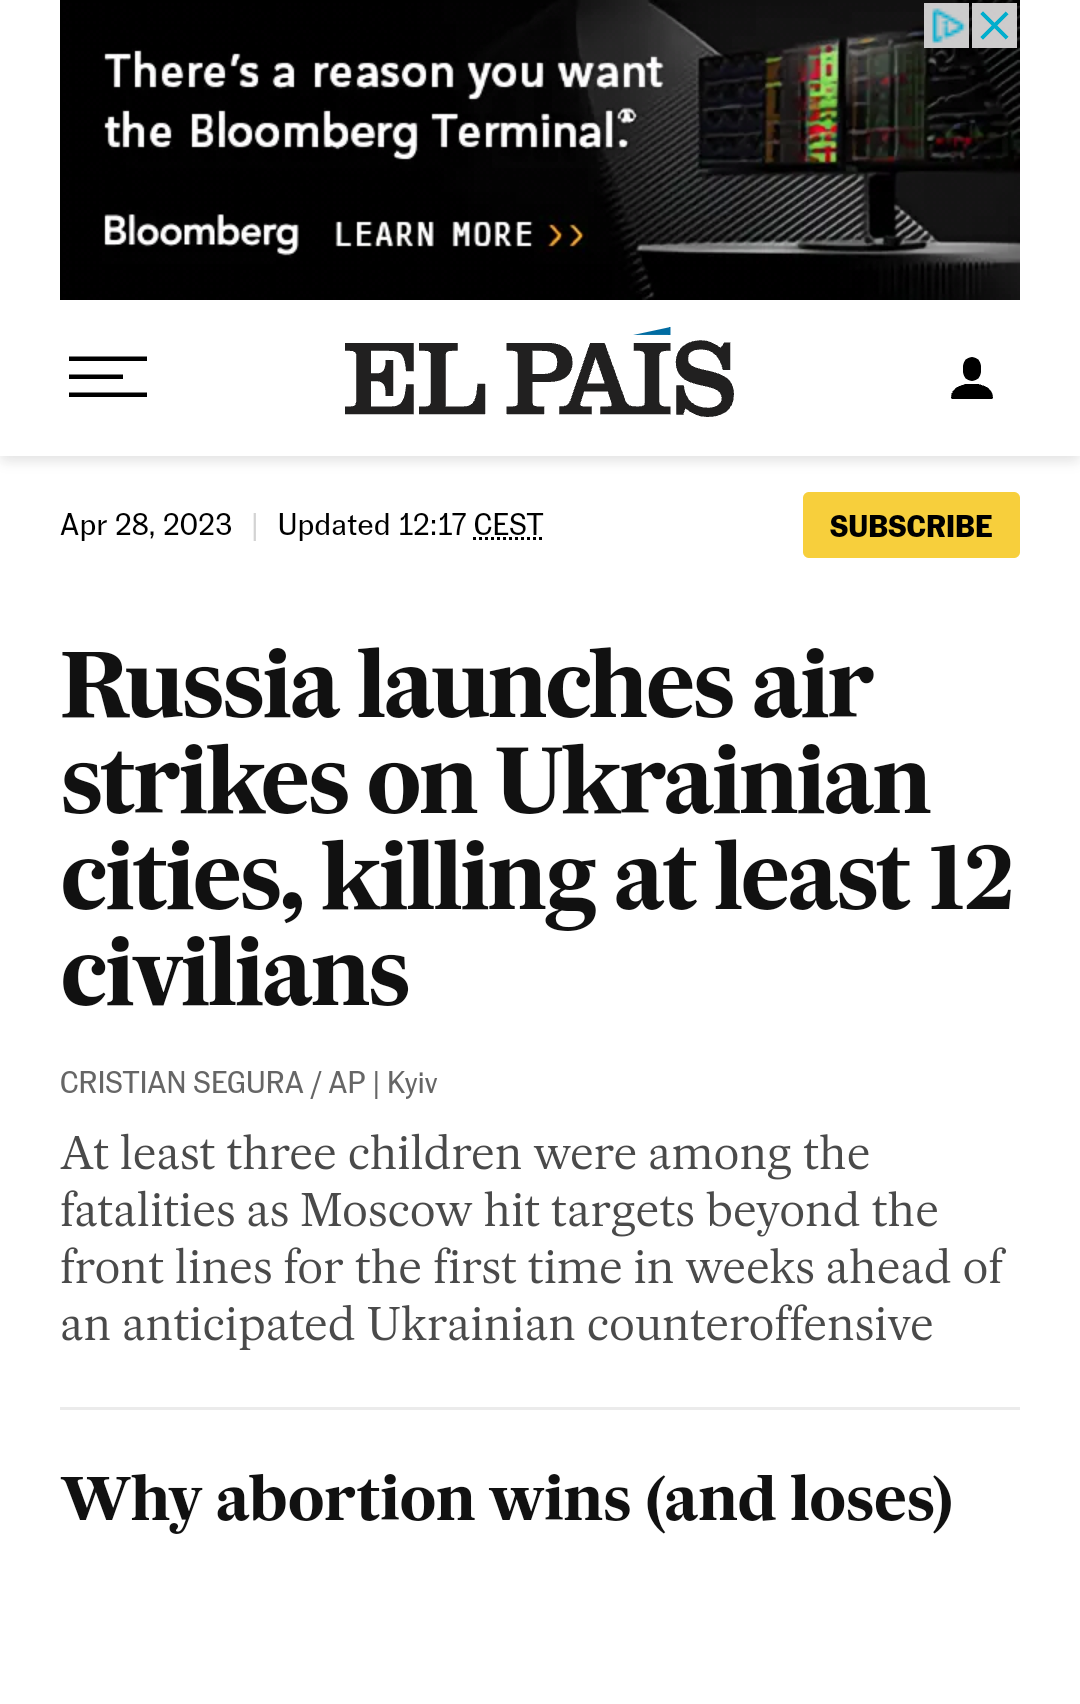 There's a reason you want
the Bloomberg Terminal.®
Bloomberg LEARN MORE >>
EL PAÍS
Apr 28, 2023 | Updated 12:17 CEST
SUBSCRIBE
Russia launches air
strikes on Ukrainian
cities, killing at least 12
civilians
CRISTIAN SEGURA / AP | Kyiv
At least three children were among the
fatalities as Moscow hit targets beyond the
front lines for the first time in weeks ahead of
an anticipated Ukrainian counteroffensive
Why abortion wins (and loses)